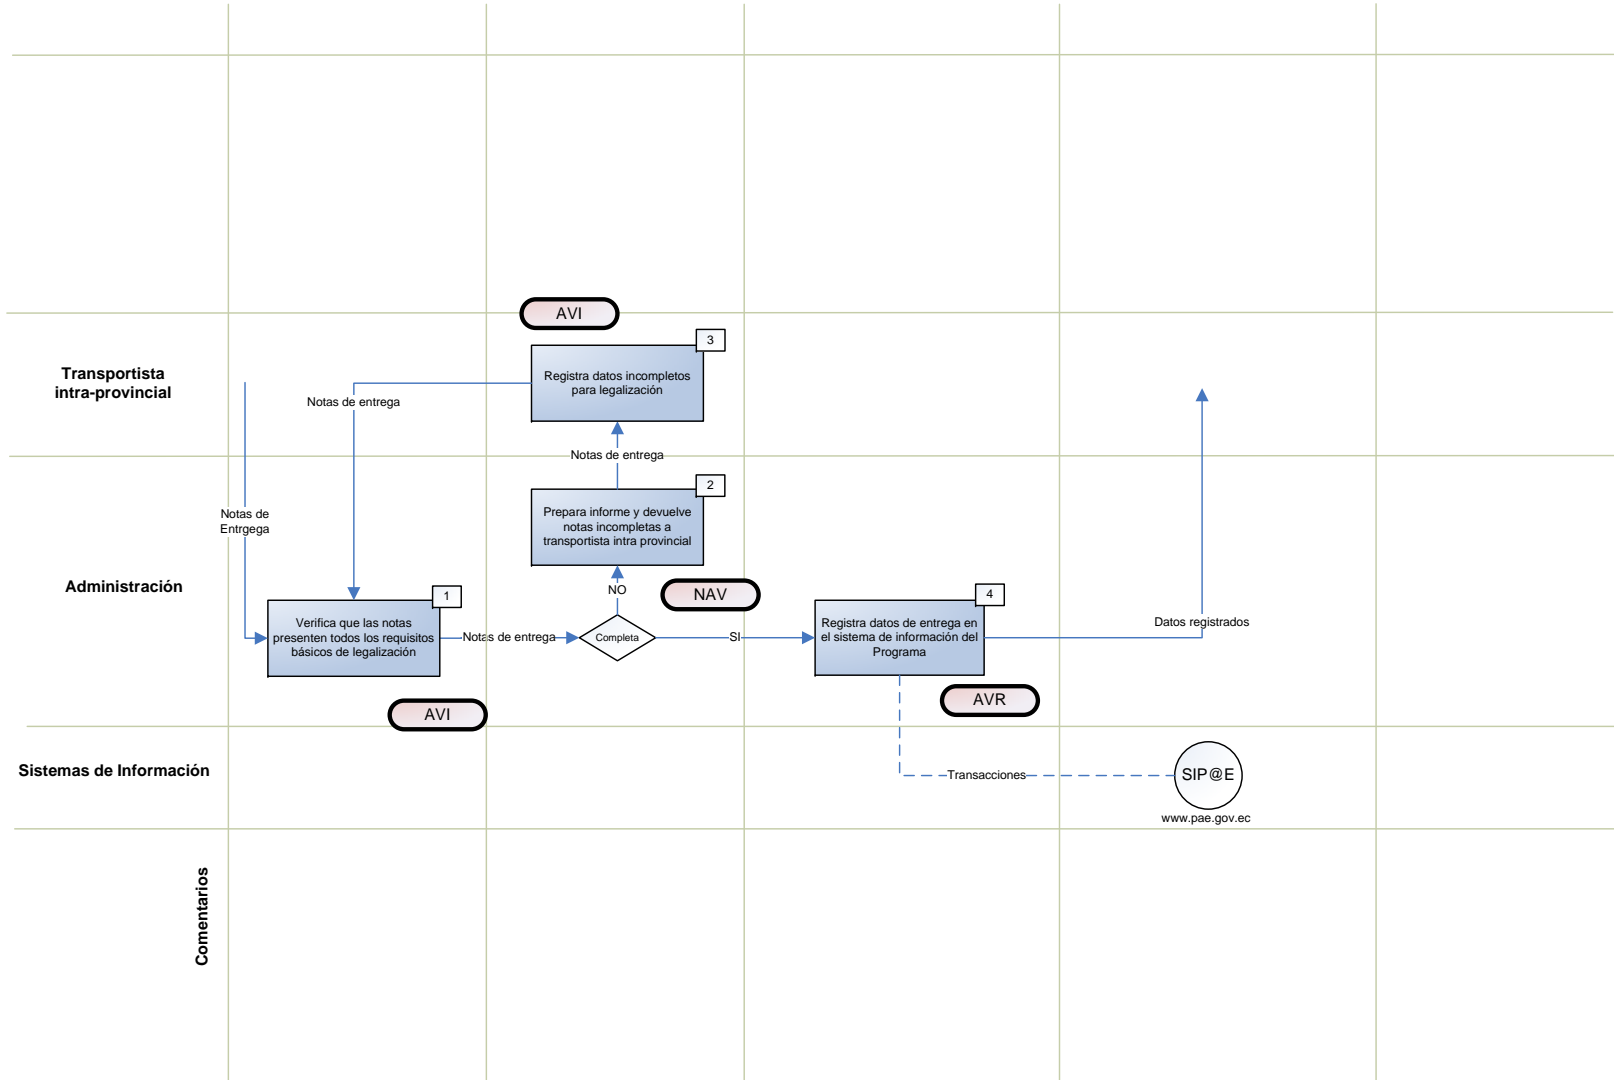 AVI
3
Transportista
intra-provincial
Registra datos incompletos
para legalización
Notas de entrega
Notas de entrega
2
Notas de
Entrgega
Prepara informe y devuelve
notas incompletas a
transportista intra provincial
Administración
NO
NAV
1
4
Verifica que las notas
presenten todos los requisitos
básicos de legalización
Notas de entrega
Completa
SI
Registra datos de entrega en
el sistema de información del
Programa
Datos registrados
AVI
AVR
Sistemas de Información
Transacciones
SIP@E
www.pae.gov.ec
Comentarios